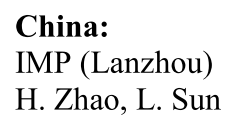 China:
IMP (Lanzhou)
H. Zhao, L. Sun